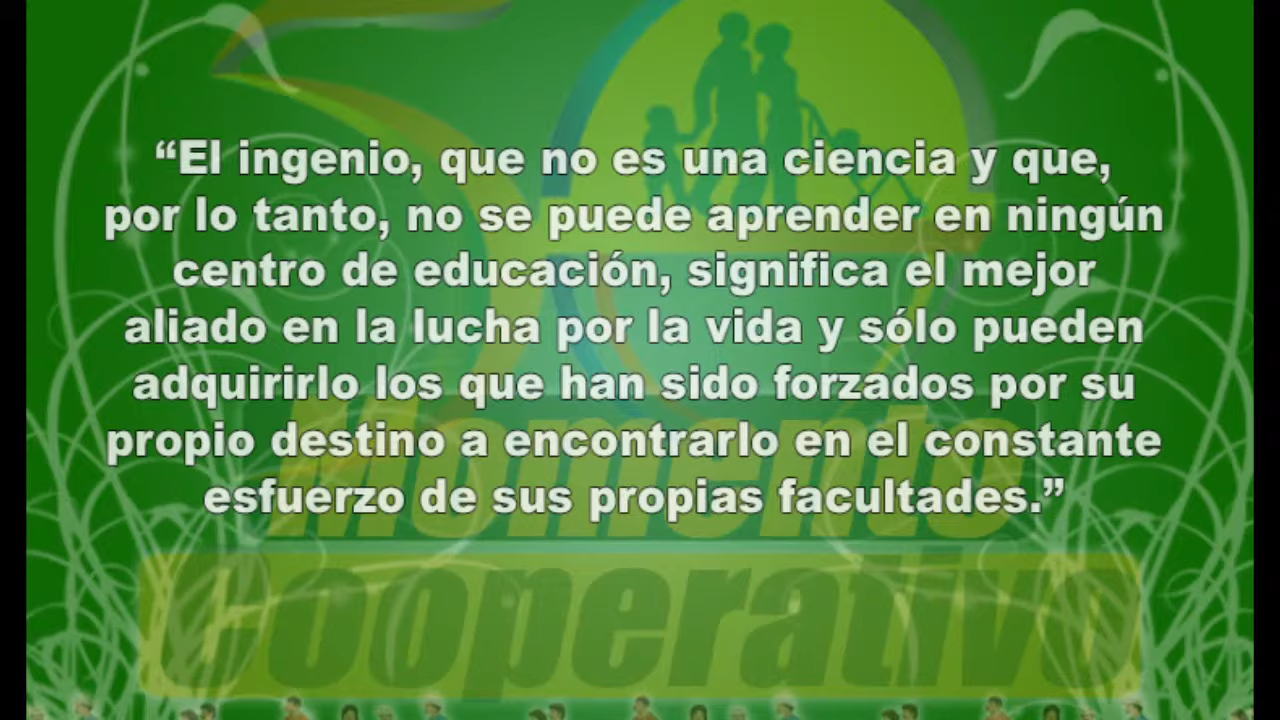 “El ingenio, que no es una ciencia y que,
por lo tanto, no se puede aprender en ningún
centro de educación, significa el mejor
aliado en la lucha por la vida y sólo pueden
adquirirlo los que han sido forzados por su
propio destino a encontrarlo en el constante
esfuerzo de sus propias facultades.”
Momento
Cooperativo